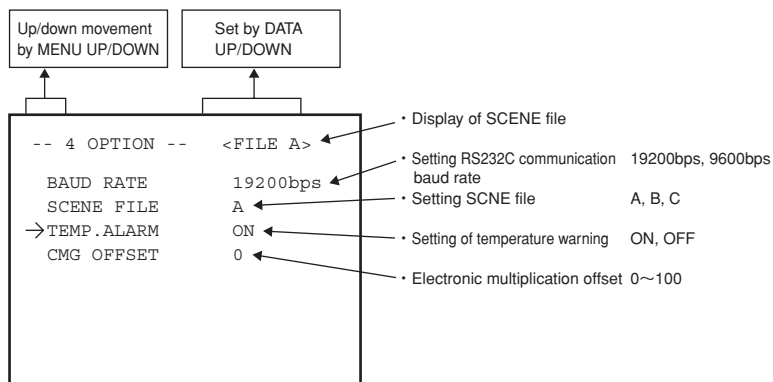 Up/down movement
by MENU UP/DOWN
Set by DATA
UP/DOWN
-- 4 OPTION -- <FILE A>
BAUD RATE 19200bps
SCENE FILE A
→TEMP.ALARM ON
CMG OFFSET 0
・Display of SCENE file
・Setting RS232C communication 19200bps, 9600bps
baud rate
・Setting SCNE file A, B, C
・Setting of temperature warning ON, OFF
・Electronic multiplication offset 0～100